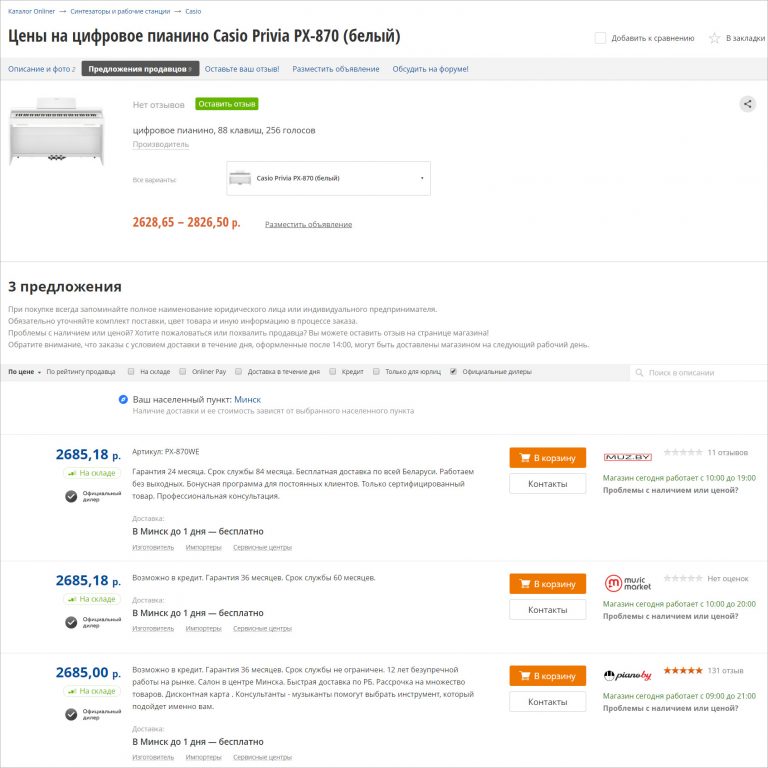 Каталог Onliner → Синтезаторы и рабочие станции → Casio
Цены на цифровое пианино Casio Privia PX-870 (белый)
Добавить к сравнению
В закладки
Описание и фото 2 Предложения продавцов 9 Оставьте ваш отзыв! Разместить объявление Обсудить на форуме!
Нет отзывов Оставить отзыв
цифровое пианино, 88 клавиш, 256 голосов
Производитель
Все варианты: Casio Privia PX-870 (белый)
2628,65 – 2826,50 р. Разместить объявление
3 предложения
При покупке всегда запоминайте полное наименование юридического лица или индивидуального предпринимателя.
Обязательно уточняйте комплект поставки, цвет товара и иную информацию в процессе заказа.
Проблемы с наличием или ценой? Хотите пожаловаться или похвалить продавца? Вы можете оставить отзыв на странице магазина!
Обратите внимание, что заказы с условием доставки в течение дня, оформленные после 14:00, могут быть доставлены магазином на следующий рабочий день.
По цене По рейтингу продавца На складе Onliner Pay Доставка в течение дня Кредит Только для юрлиц Официальные дилеры Поиск в описании
Ваш населенный пункт: Минск
Наличие доставки и ее стоимость зависят от выбранного населенного пункта
2685,18 р.
На складе
Официальный
дилер
Артикул: PX-870WE
Гарантия 24 месяца. Срок службы 84 месяца. Бесплатная доставка по всей Беларуси. Работаем
без выходных. Бонусная программа для постоянных клиентов. Только сертифицированный
товар. Профессиональная консультация.
Доставка:
В Минск до 1 дня — бесплатно
Изготовитель Импортеры Сервисные центры
В корзину
Контакты
MUZ.BY 11 отзывов
Магазин сегодня работает с 10:00 до 19:00
Проблемы с наличием или ценой?
2685,18 р.
На складе
Официальный
дилер
Возможно в кредит. Гарантия 36 месяцев. Срок службы 60 месяцев.
Доставка:
В Минск до 1 дня — бесплатно
Изготовитель Импортеры Сервисные центры
В корзину
Контакты
music
market
Нет оценок
Магазин сегодня работает с 10:00 до 20:00
Проблемы с наличием или ценой?
2685,00 р.
На складе
Официальный
дилер
Возможно в кредит. Гарантия 36 месяцев. Срок службы не ограничен. 12 лет безупречной
работы на рынке. Салон в центре Минска. Быстрая доставка по РБ. Рассрочка на множество
товаров. Дисконтная карта . Консультанты - музыканты помогут выбрать инструмент, который
подойдет именно вам.
Доставка:
В Минск до 1 дня — бесплатно
Изготовитель Импортеры Сервисные центры
В корзину
Контакты
piano.by 131 отзыв
Магазин сегодня работает с 09:00 до 21:00
Проблемы с наличием или ценой?